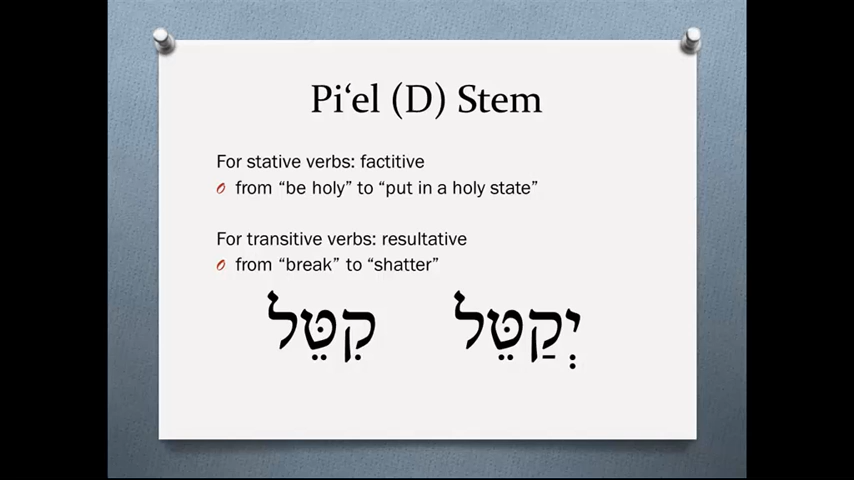 Pi‘el (D) Stem
For stative verbs: factitive
from “be holy” to “put in a holy state”
For transitive verbs: resultative
from “break” to “shatter”
קִטֵּל יְקַטֵּל